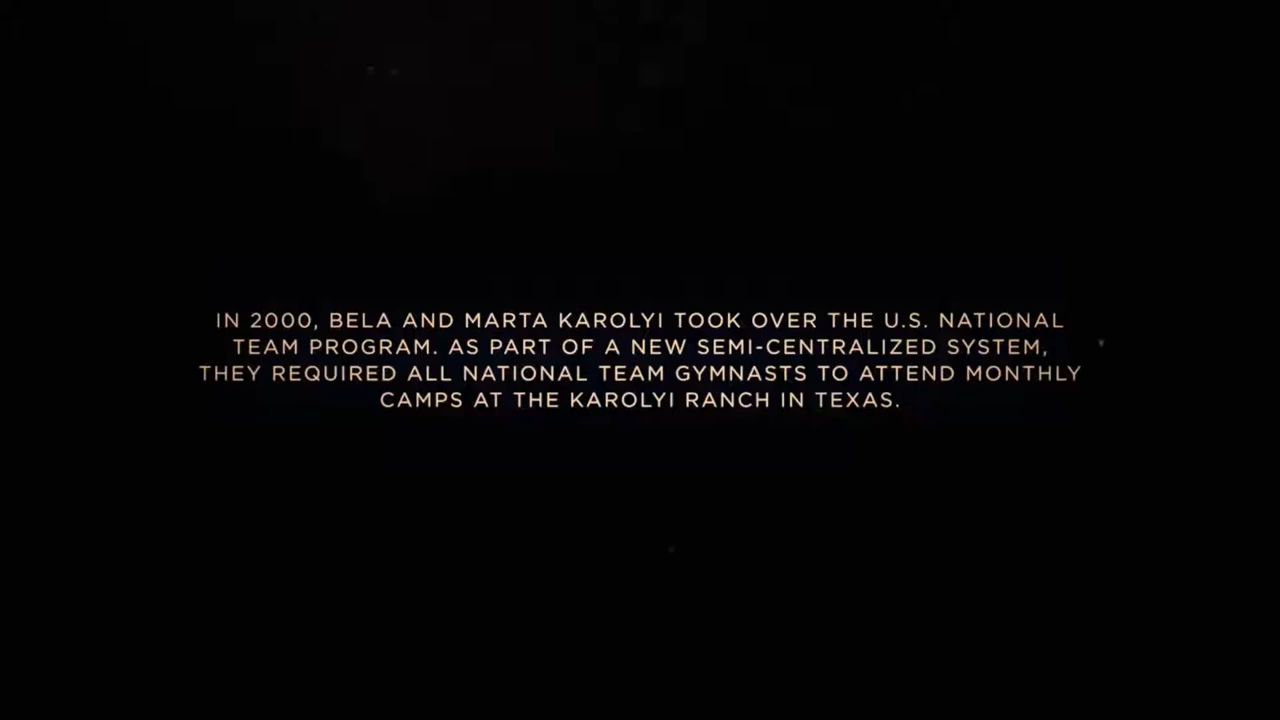 IN 2000, BELA AND MARTA KAROLYI TOOK OVER THE U.S. NATIONAL
TEAM PROGRAM. AS PART OF A NEW SEMI-CENTRALIZED SYSTEM,
THEY REQUIRED ALL NATIONAL TEAM GYMNASTS TO ATTEND MONTHLY
CAMPS AT THE KAROLYI RANCH IN TEXAS.